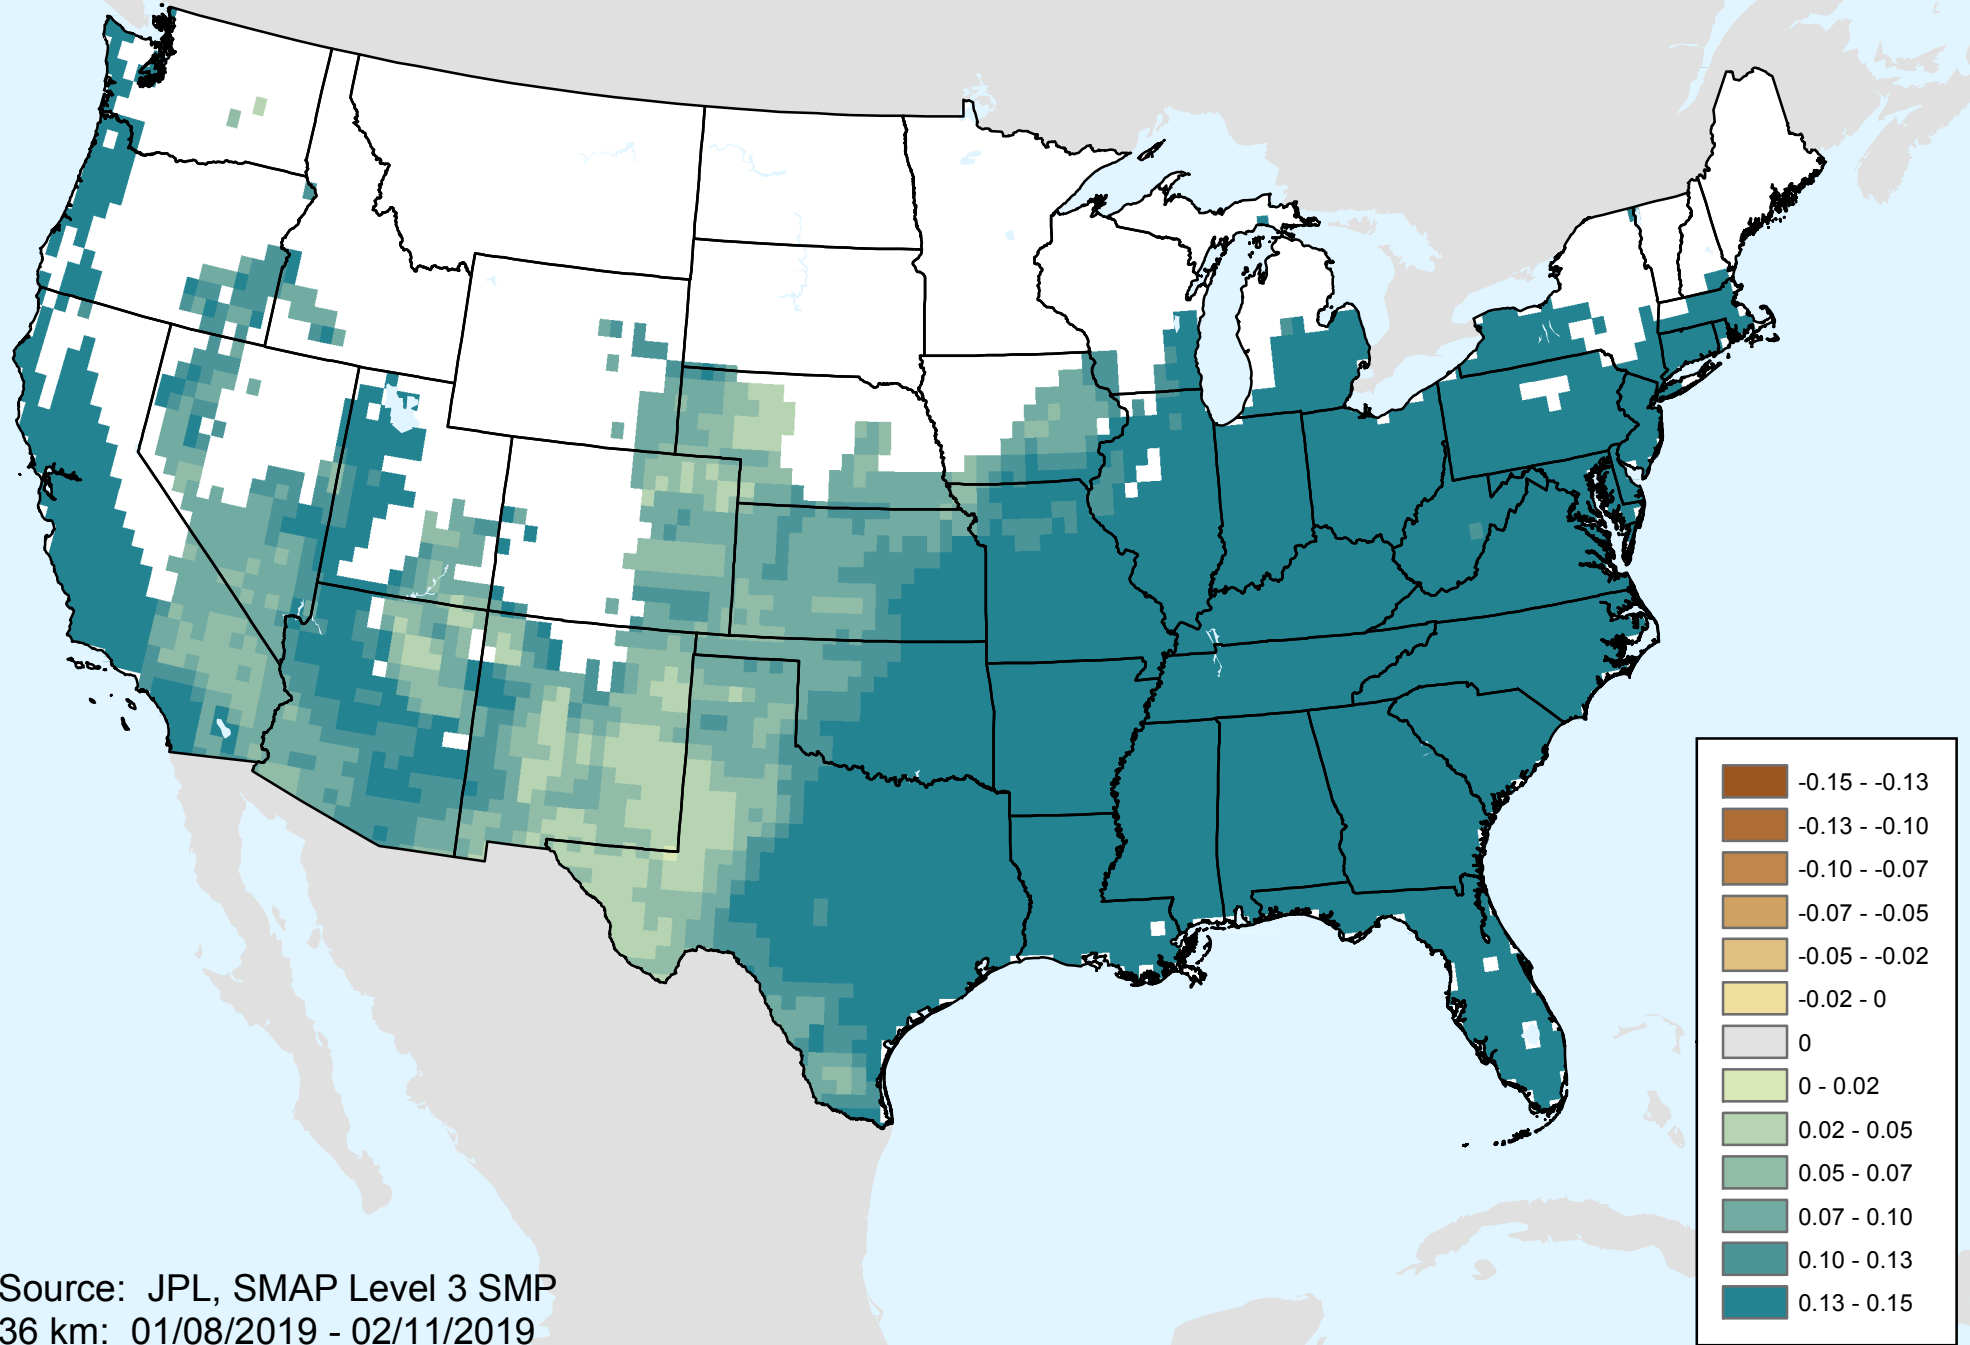 -0.15 - -0.13
-0.13 - -0.10
-0.10 - -0.07
-0.07 - -0.05
-0.05 - -0.02
-0.02 - 0
0
0 - 0.02
0.02 - 0.05
0.05 - 0.07
0.07 - 0.10
0.10 - 0.13
0.13 - 0.15
Source: JPL, SMAP Level 3 SMP
36 km: 01/08/2019 - 02/11/2019